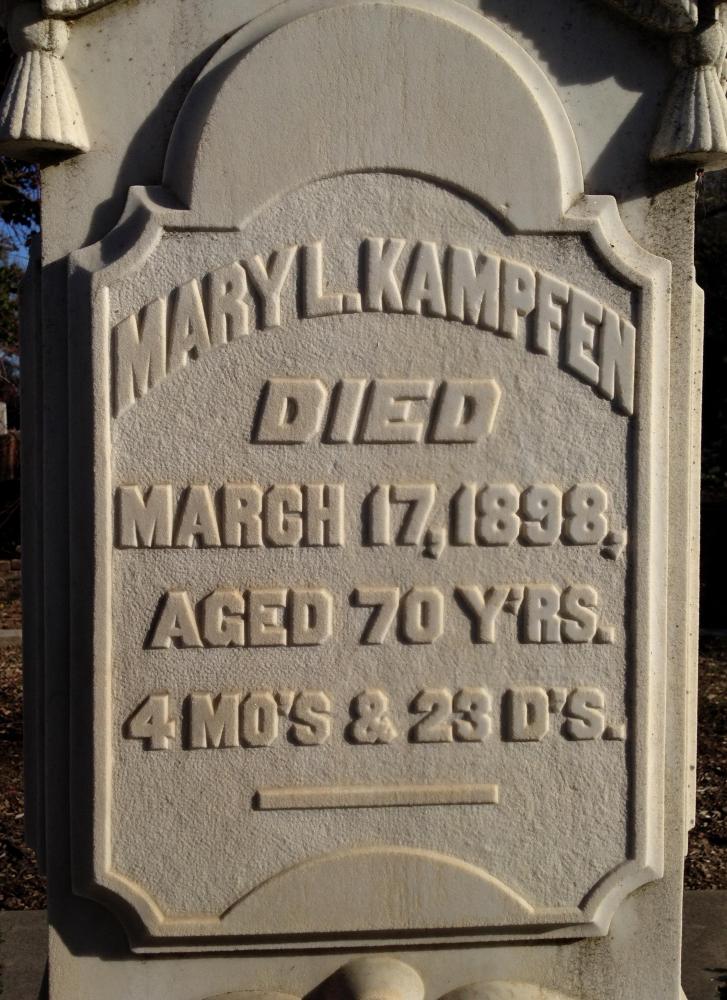 MARY L. KAMPFEN
DIED
MARCH 17, 1898,
AGED 70 Y'RS.
4 MO'S & 23 D'S.